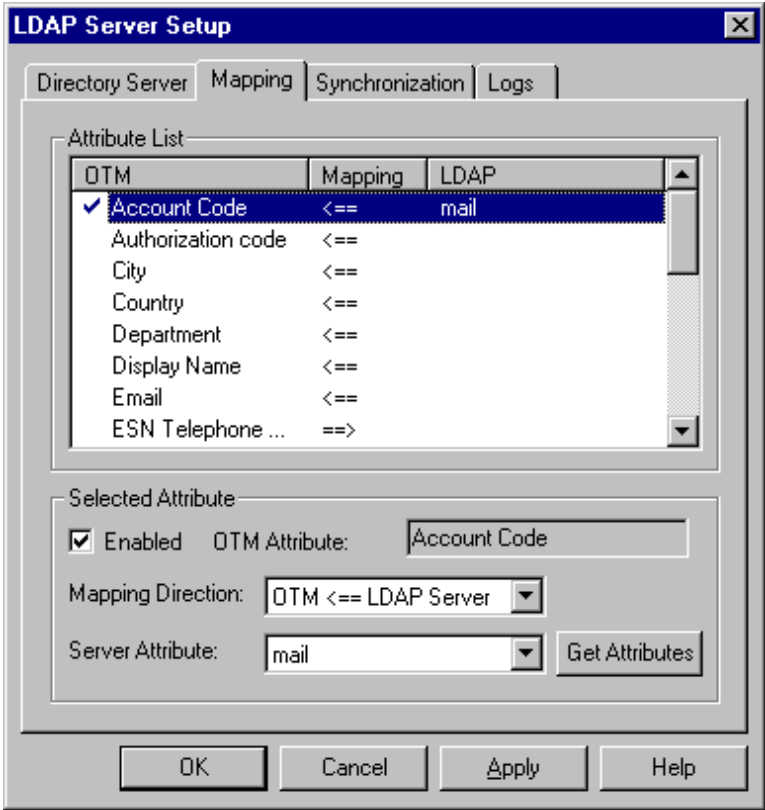 LDAP Server Setup
Directory Server Mapping Synchronization Logs
Attribute List
OTM Mapping LDAP
Account Code <== mail
Authorization code <==
City <==
Country <==
Department <==
Display Name <==
Email <==
ESN Telephone ... ==>
Selected Attribute
Enabled OTM Attribute: Account Code
Mapping Direction: OTM <== LDAP Server
Server Attribute: mail Get Attributes
OK Cancel Apply Help